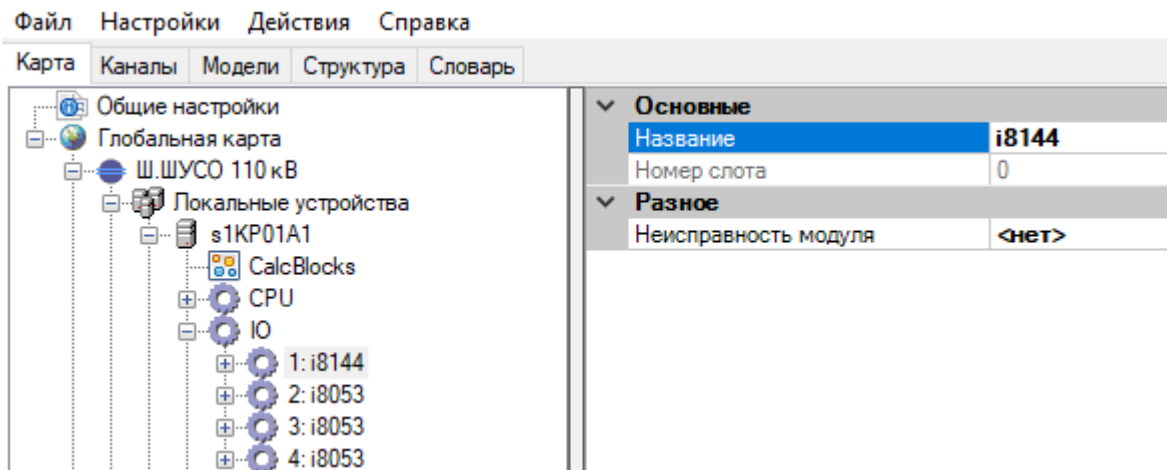 Файл Настройки Действия Справка
Карта Каналы Модели Структура Словарь
Общие настройки
Глобальная карта
Ш.ШУСО 110 кВ
Локальные устройства
s1KP01A1
CalcBlocks
CPU
IO
1: i8144
2: i8053
3: i8053
4: i8053
Основные
Название i8144
Номер слота 0
Разное
Неисправность модуля <нет>